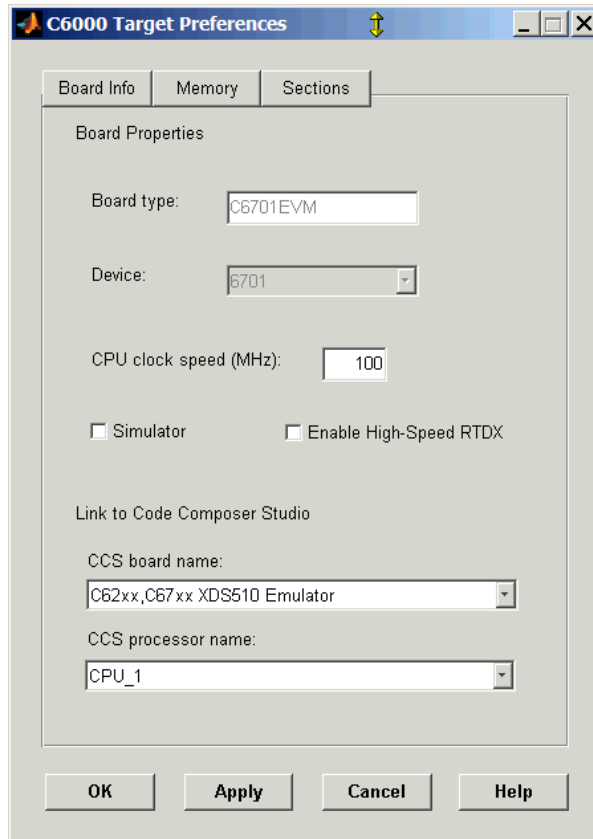 C6000 Target Preferences
Board Info Memory Sections
Board Properties
Board type: C6701EVM
Device: 6701
CPU clock speed (MHz): 100
Simulator Enable High-Speed RTDX
Link to Code Composer Studio
CCS board name:
C62xx,C67xx XDS510 Emulator
CCS processor name:
CPU_1
OK Apply Cancel Help